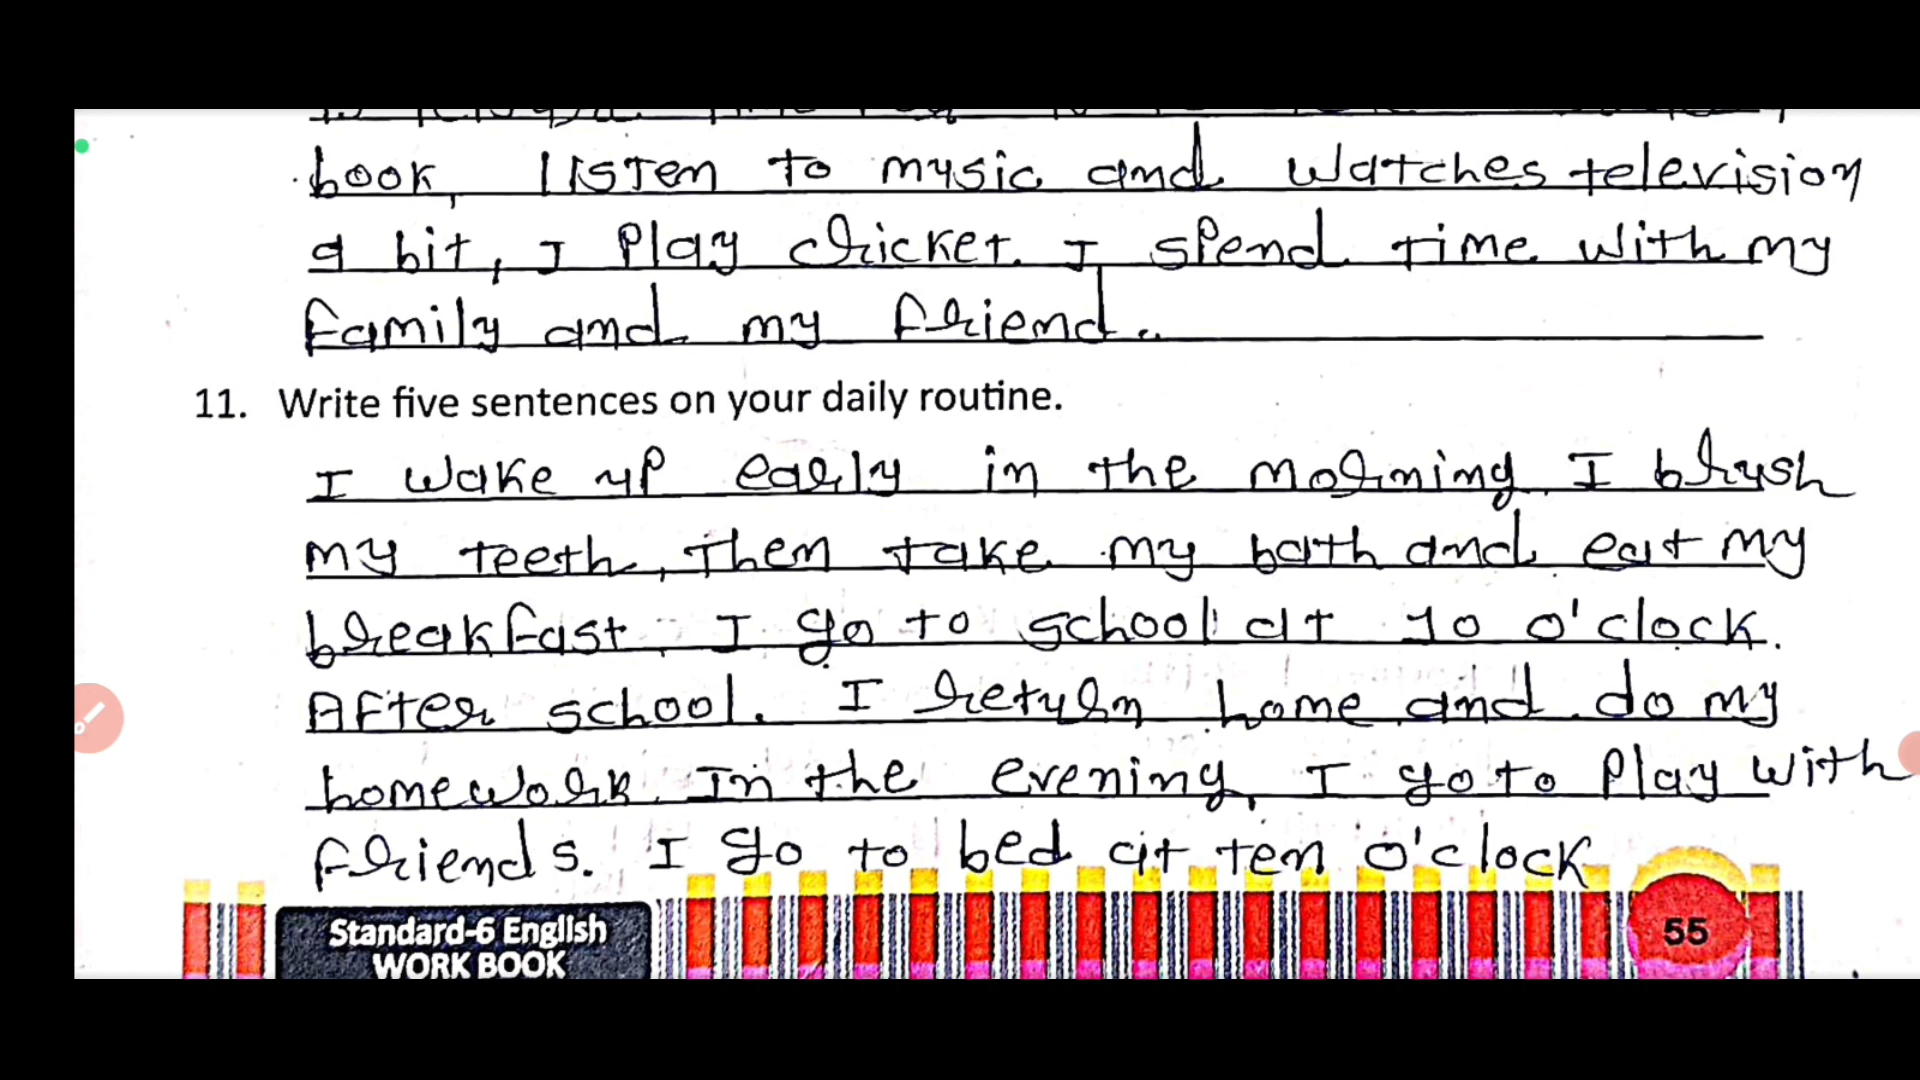 book, listen to music and watches television
a bit, I play cricket. I spend time with my
family and my friend.
11. Write five sentences on your daily routine.
I wake up early in the morning. I brush
my teeth, Then take my bath and eat my
breakfast. I go to school at 10 o'clock.
After school. I return home and do my
homework. In the evening, I go to play with
friends. I go to bed at ten o'clock
Standard-6 English
WORK BOOK
55